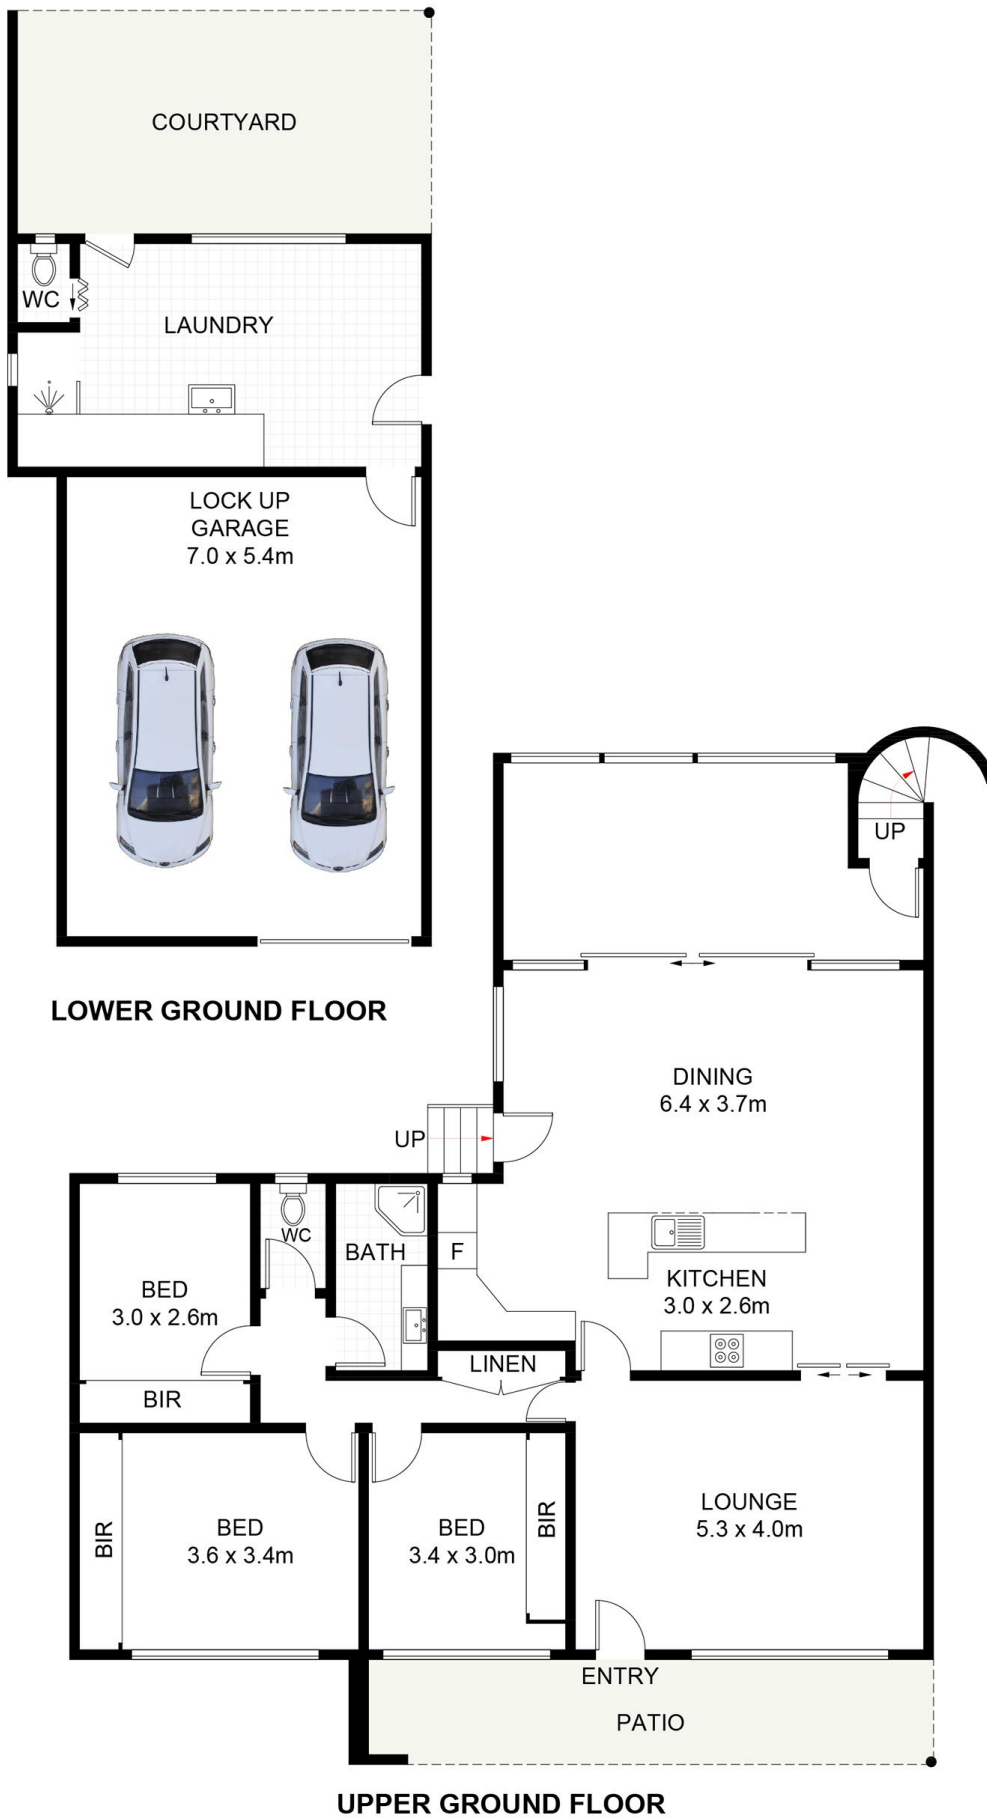 COURTYARD
WC
LAUNDRY
LOCK UP
GARAGE
7.0 x 5.4m
LOWER GROUND FLOOR
UP
DINING
6.4 x 3.7m
UP
WC
BATH
F
BED
3.0 x 2.6m
KITCHEN
3.0 x 2.6m
LINEN
BIR
BIR
BED
3.6 x 3.4m
BED
3.4 x 3.0m
BIR
LOUNGE
5.3 x 4.0m
ENTRY
PATIO
UPPER GROUND FLOOR